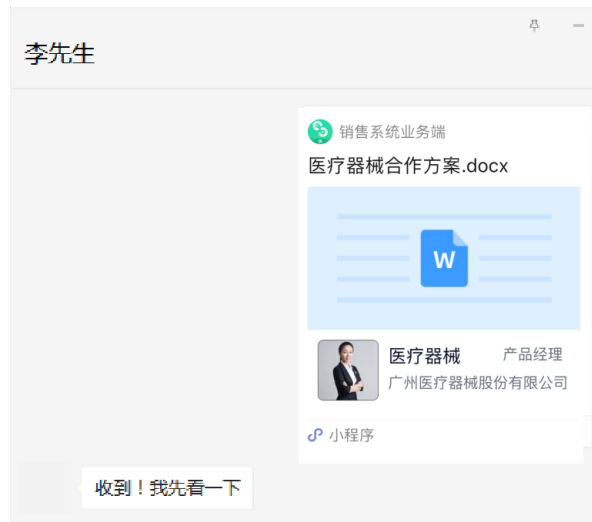 李先生
销售系统业务端
医疗器械合作方案.docx
W
医疗器械 产品经理
广州医疗器械股份有限公司
小程序
收到！我先看一下